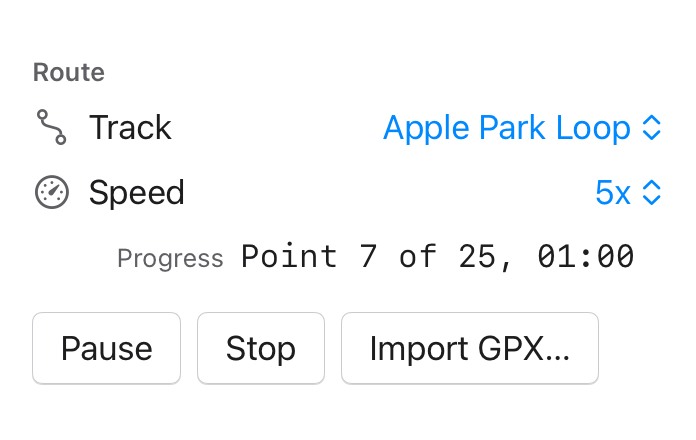 Route
Track Apple Park Loop
Speed 5x
Progress Point 7 of 25, 01:00
Pause Stop Import GPX...